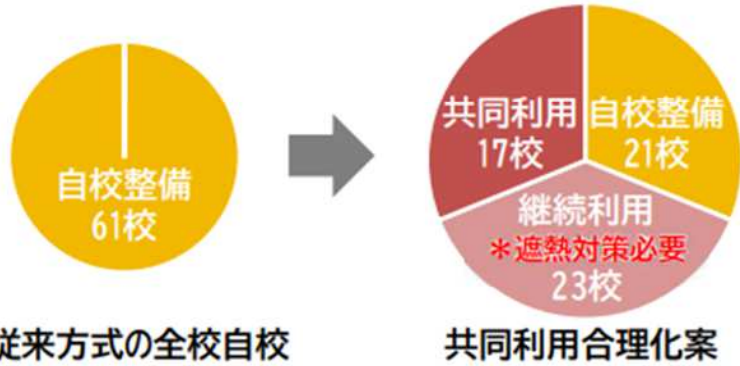 自校整備
61校
従来方式の全校自校
共同利用
17校
自校整備
21校
継続利用
＊遮熱対策必要
23校
共同利用合理化案